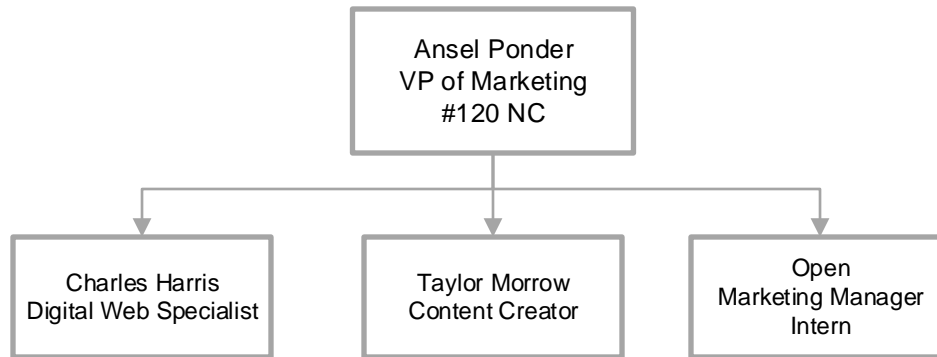 Ansel Ponder
VP of Marketing
#120 NC
Charles Harris
Digital Web Specialist
Taylor Morrow
Content Creator
Open
Marketing Manager
Intern